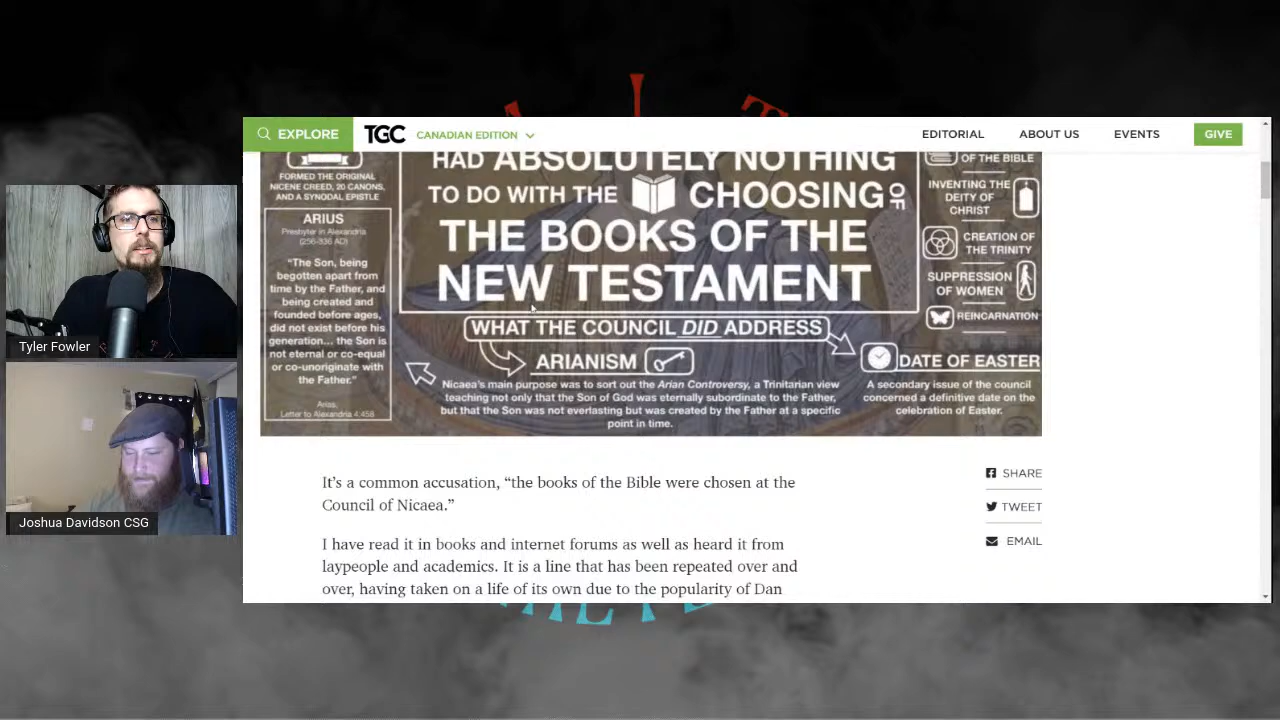 EXPLORE
TGC
CANADIAN EDITION
EDITORIAL
ABOUT US
EVENTS
GIVE
FORMED THE ORIGINAL
NICENE CREED, 20 CANONS,
AND A SYNODAL EPISTLE
ARIUS
Presbyter in Alexandria
(256-336 AD)
"The Son, being
begotten apart from
time by the Father, and
being created and
founded before ages,
did not exist before his
generation... the Son is
not eternal or co-equal
or co-unoriginate with
the Father."
Letter to Alexandria 4:458
HAD ABSOLUTELY NOTHING
TO DO WITH THE CHOOSING OF
THE BOOKS OF THE
NEW TESTAMENT
WHAT THE COUNCIL DID ADDRESS
ARIANISM
Nicaea's main purpose was to sort out the Arian Controversy, a Trinitarian view
teaching not only that the Son of God was eternally subordinate to the Father,
but that the Son was not everlasting but was created by the Father at a specific
point in time.
DATE OF EASTER
A secondary issue of the council
concerned a definitive date on the
celebration of Easter.
OF THE BIBLE
INVENTING THE
DEITY OF
CHRIST
CREATION OF
THE TRINITY
SUPPRESSION
OF WOMEN
REINCARNATION
It's a common accusation, "the books of the Bible were chosen at the
Council of Nicaea."
I have read it in books and internet forums as well as heard it from
laypeople and academics. It is a line that has been repeated over and
over, having taken on a life of its own due to the popularity of Dan
SHARE
TWEET
EMAIL
Tyler Fowler
Joshua Davidson CSG